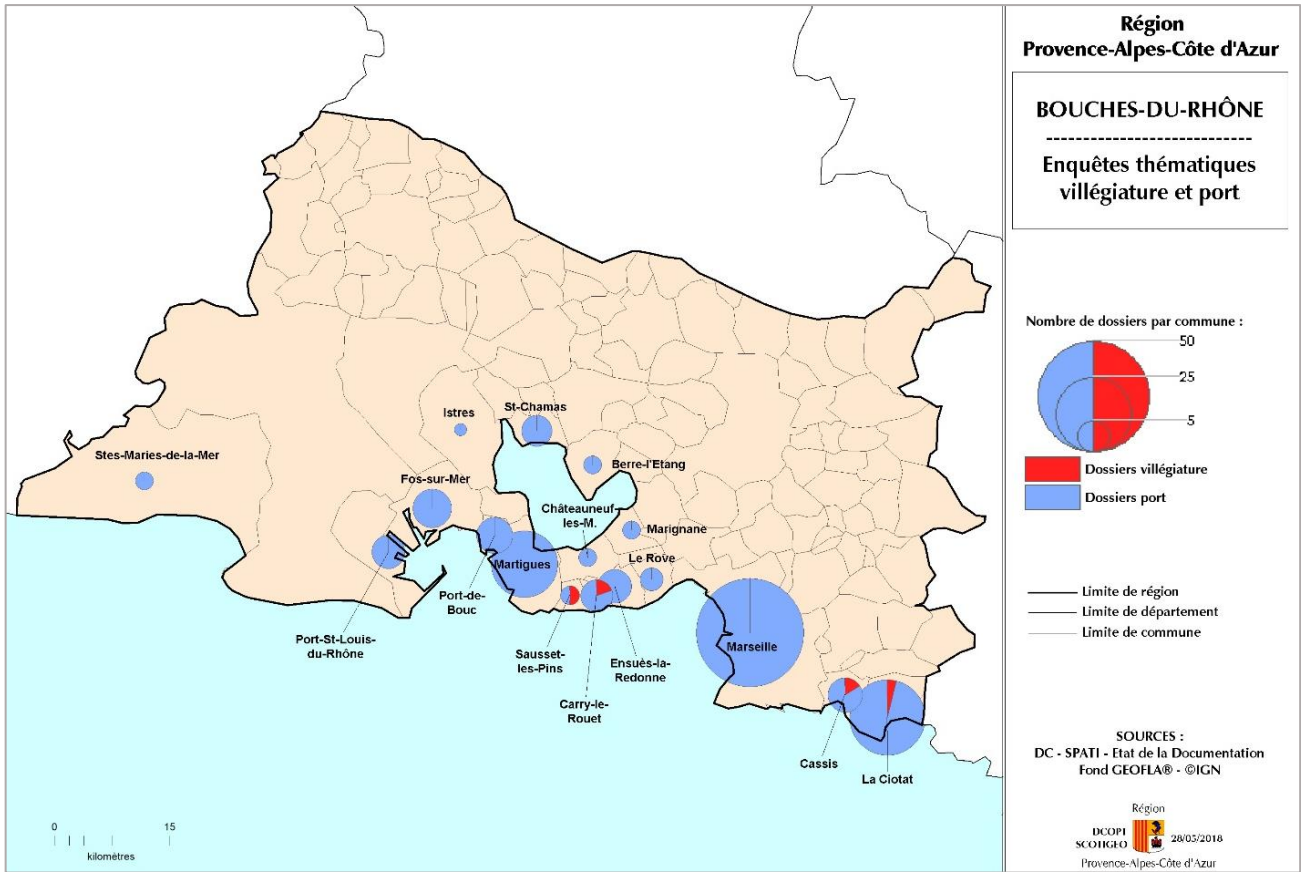 Région
Provence-Alpes-Côte d'Azur
BOUCHES-DU-RHÔNE
----------------------------
Enquêtes thématiques
villégiature et port
Nombre de dossiers par commune :
50
25
5
Dossiers villégiature
Dossiers port
Limite de région
Limite de département
Limite de commune
SOURCES :
DC - SPATI - Etat de la Documentation
Fond GEOFLA® - ©IGN
Région
DCOPI
SCOTIGEO
28/05/2018
Provence-Alpes-Côte d'Azur
Istres
St-Chamas
Stes-Maries-de-la-Mer
Berre-l'Etang
Fos-sur-Mer
Châteauneuf-
les-M.
Marignane
Le Rove
Martigues
Port-de-
Bouc
Port-St-Louis-
du-Rhône
Sausset-
les-Pins
Ensuès-la-
Redonne
Carry-le-
Rouet
Marseille
Cassis
La Ciotat
0 15
kilomètres